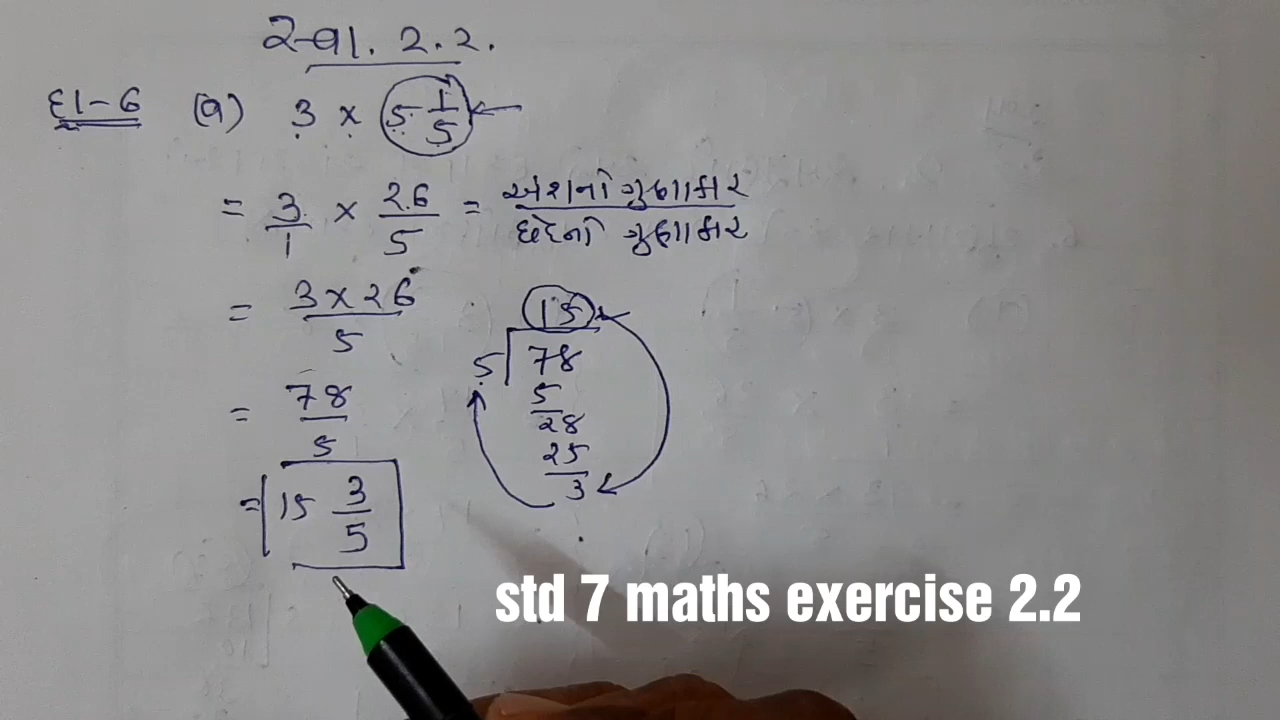 સ્વા. 2.2.
દા-6 (a) 3 × 5 1/5
= 3/1 × 26/5 = અંશનો ગુણાકાર / છેદનો ગુણાકાર
= 3×26/5
= 78/5
= 15 3/5
15
5 78
5
28
25
3
std 7 maths exercise 2.2